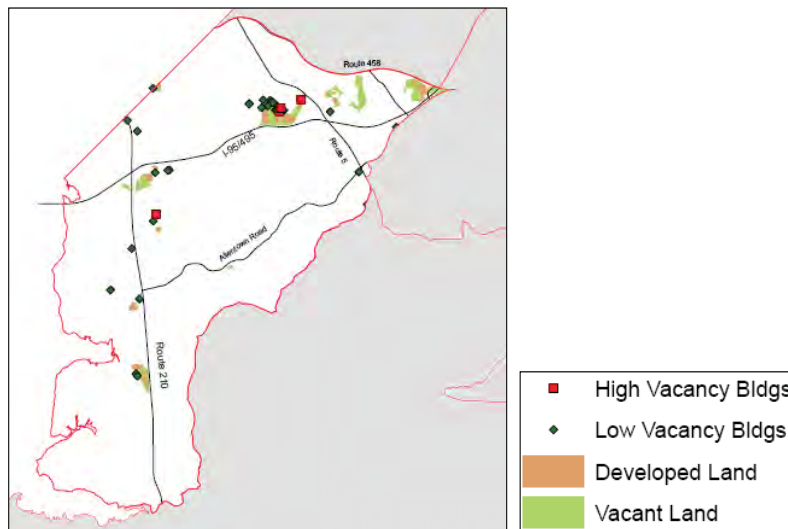 Route 458
I-95/495
Route 5
Allentown Road
Route 210
High Vacancy Bldgs
Low Vacancy Bldgs
Developed Land
Vacant Land